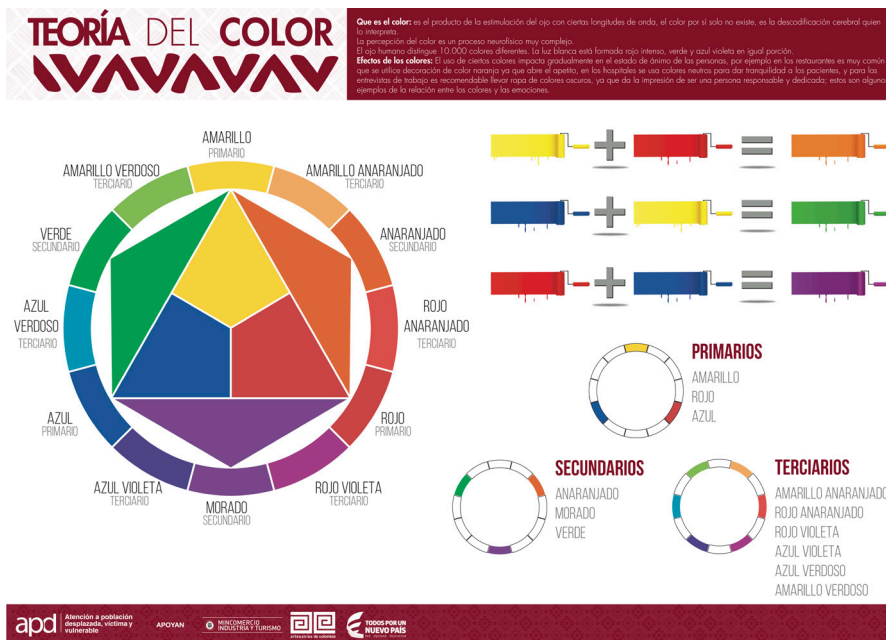 TEORÍA DEL COLOR
Que es el color: es el producto de la estimulación del ojo con ciertas longitudes de onda, el color por sí solo no existe, es la descodificación cerebral quien
lo interpreta.
La percepción del color es un proceso neurofísico muy complejo.
El ojo humano distingue 10.000 colores diferentes. La luz blanca está formada rojo intenso, verde y azul violeta en igual porción.
Efectos de los colores: El uso de ciertos colores impacta gradualmente en el estado de ánimo de las personas, por ejemplo en los restaurantes es muy común
que se utilice decoración de color naranja ya que abre el apetito, en los hospitales se usa colores neutros para dar tranquilidad a los pacientes, y para las
entrevistas de trabajo es recomendable llevar ropa de colores oscuros, ya que da la impresión de ser una persona responsable y dedicada; estos son alguno
ejemplos de la relación entre los colores y las emociones.
AMARILLO
PRIMARIO
AMARILLO VERDOSO
TERCIARIO
AMARILLO ANARANJADO
TERCIARIO
VERDE
SECUNDARIO
ANARANJADO
SECUNDARIO
AZUL
VERDOSO
TERCIARIO
ROJO
ANARANJADO
TERCIARIO
AZUL
PRIMARIO
ROJO
PRIMARIO
AZUL VIOLETA
TERCIARIO
MORADO
SECUNDARIO
ROJO VIOLETA
TERCIARIO
PRIMARIOS
AMARILLO
ROJO
AZUL
SECUNDARIOS
ANARANJADO
MORADO
VERDE
TERCIARIOS
AMARILLO ANARANJADO
ROJO ANARANJADO
ROJO VIOLETA
AZUL VIOLETA
AZUL VERDOSO
AMARILLO VERDOSO
apd
Atención a población
desplazada, víctima y
vulnerable
APOYAN
MINCOMERCIO
INDUSTRIA Y TURISMO
artesanías de colombia
TODOS POR UN
NUEVO PAÍS